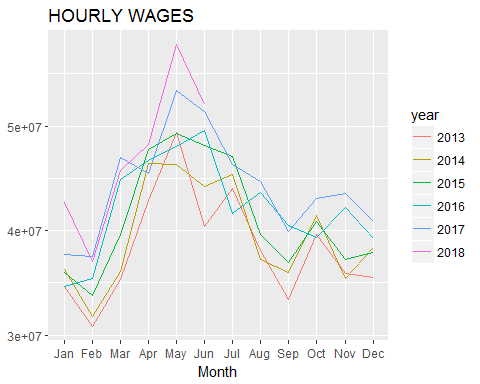 HOURLY WAGES
5e+07
4e+07
3e+07
Jan Feb Mar Apr May Jun Jul Aug Sep Oct Nov Dec
Month
year
2013
2014
2015
2016
2017
2018